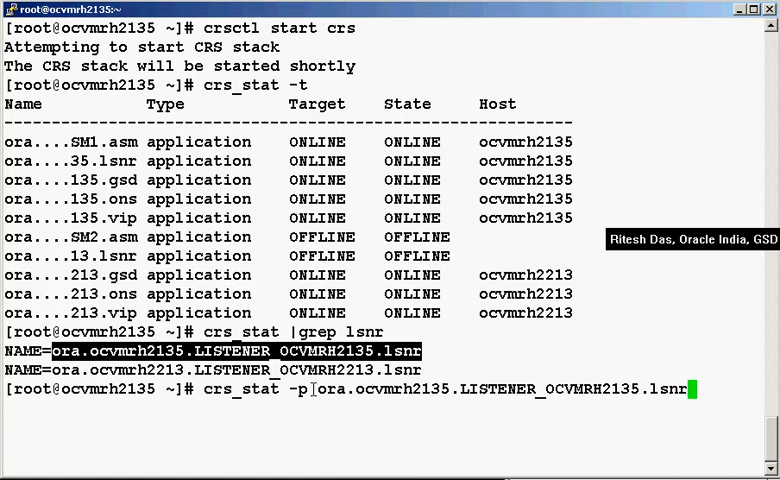 root@ocvmrh2135:~
[root@ocvmrh2135 ~]# crsctl start crs
Attempting to start CRS stack
The CRS stack will be started shortly
[root@ocvmrh2135 ~]# crs_stat -t
Name Type Target State Host
------------------------------------------------------------
ora....SM1.asm application ONLINE ONLINE ocvmrh2135
ora....35.lsnr application ONLINE ONLINE ocvmrh2135
ora....135.gsd application ONLINE ONLINE ocvmrh2135
ora....135.ons application ONLINE ONLINE ocvmrh2135
ora....135.vip application ONLINE ONLINE ocvmrh2135
ora....SM2.asm application OFFLINE OFFLINE
ora....13.lsnr application OFFLINE OFFLINE
ora....213.gsd application ONLINE ONLINE ocvmrh2213
ora....213.ons application ONLINE ONLINE ocvmrh2213
ora....213.vip application ONLINE ONLINE ocvmrh2213
[root@ocvmrh2135 ~]# crs_stat |grep lsnr
NAME=ora.ocvmrh2135.LISTENER_OCVMRH2135.lsnr
NAME=ora.ocvmrh2213.LISTENER_OCVMRH2213.lsnr
[root@ocvmrh2135 ~]# crs_stat -p ora.ocvmrh2135.LISTENER_OCVMRH2135.lsnr
Ritesh Das, Oracle India, GSD